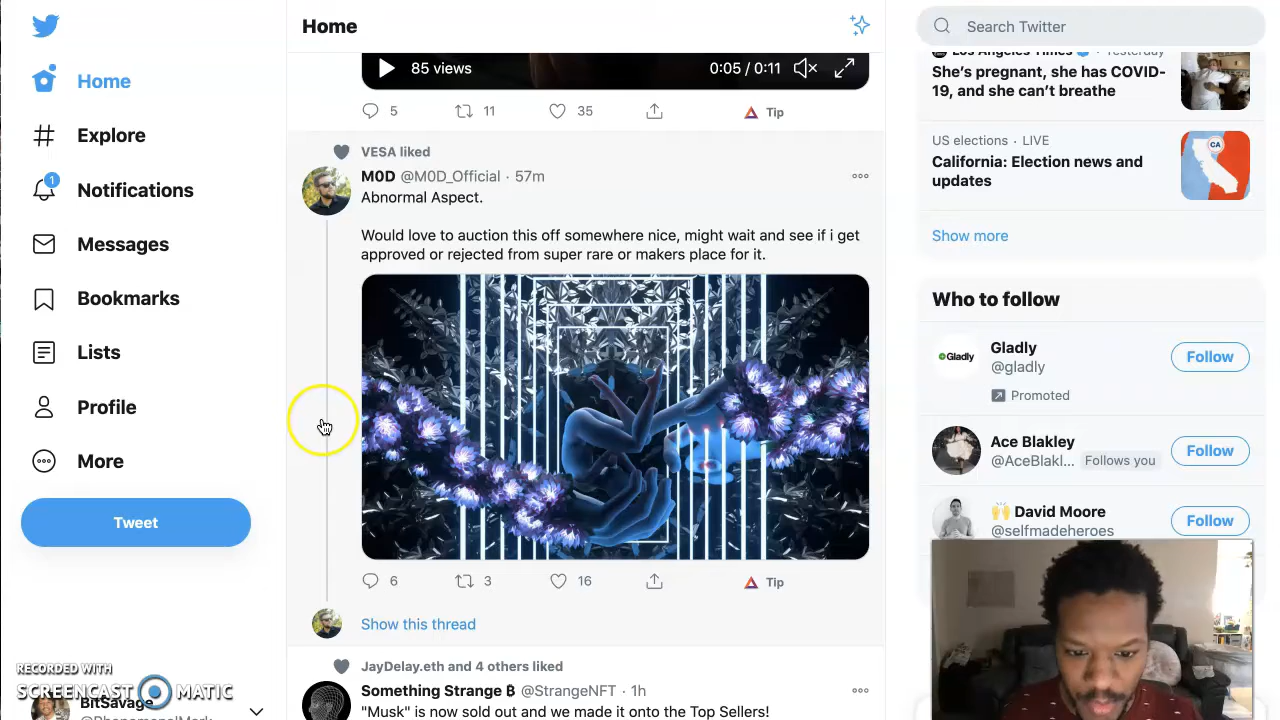 Home
Explore
Notifications
1
Messages
Bookmarks
Lists
Profile
More
Tweet
RECORDED WITH
SCREENCAST MATIC
BitSavage
Home
85 views
0:05 / 0:11
5
11
35
Tip
VESA liked
M0D @M0D_Official · 57m
Abnormal Aspect.
Would love to auction this off somewhere nice, might wait and see if i get
approved or rejected from super rare or makers place for it.
6
3
16
Tip
Show this thread
JayDelay.eth and 4 others liked
Something Strange ₿ @StrangeNFT · 1h
"Musk" is now sold out and we made it onto the Top Sellers!
Search Twitter
Los Angeles Times · Yesterday
She's pregnant, she has COVID-
19, and she can't breathe
US elections · LIVE
California: Election news and
updates
CA
Show more
Who to follow
Gladly
Gladly
@gladly
Follow
Promoted
Ace Blakley
@AceBlakl... Follows you
Follow
David Moore
@selfmadeheroes
Follow